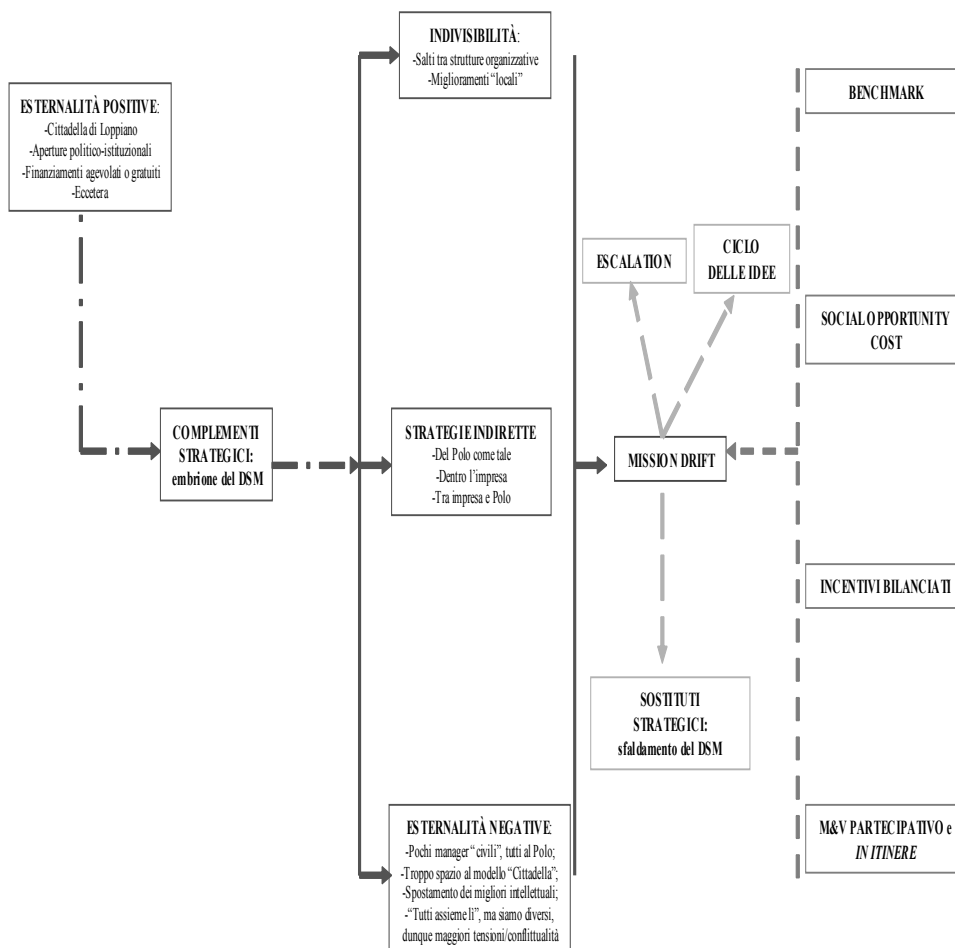 ESTERNALITÀ POSITIVE:
-Cittadella di Loppiano
-Aperture politico-istituzionali
-Finanziamenti agevolati o gratuiti
-Eccetera
COMPLEMENTI
STRATEGICI:
embrione del DSM
INDIVISIBILITÀ:
-Salti tra strutture organizzative
-Miglioramenti “locali”
STRATEGIE INDIRETTE
-Del Polo come tale
-Dentro l’impresa
-Tra impresa e Polo
ESTERNALITÀ NEGATIVE:
-Pochi manager “civili”, tutti al Polo;
-Troppo spazio al modello “Cittadella”;
-Spostamento dei migliori intellettuali;
-“Tutti assieme lì”, ma siamo diversi,
dunque maggiori tensioni/conflittualità
ESCALATION
CICLO
DELLE IDEE
MISSION DRIFT
SOSTITUTI
STRATEGICI:
sfaldamento del DSM
BENCHMARK
SOCIAL OPPORTUNITY
COST
INCENTIVI BILANCIATI
M&V PARTECIPATIVO e
IN ITINERE